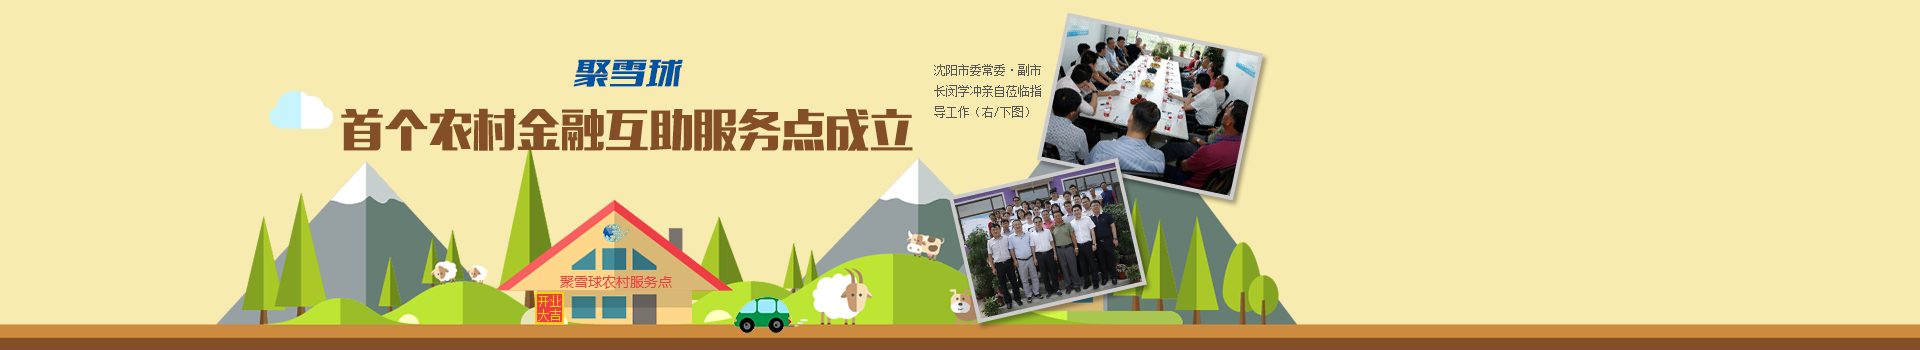 聚雪球
首个农村金融互助服务点成立
沈阳市委常委·副市
长闵学冲亲自莅临指
导工作（右/下图）
聚雪球农村服务点
开业
大吉